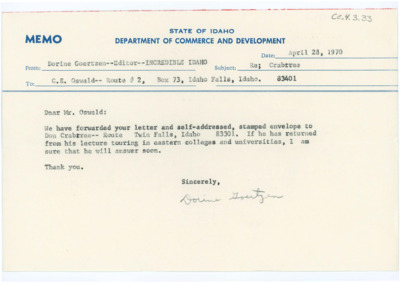 Cr.K 3.33
STATE OF IDAHO
MEMO
DEPARTMENT OF COMMERCE AND DEVELOPMENT
Date: April 28, 1970
From: Dorine Goertzen--Editor--INCREDIBLE IDAHO Subject: Re: Crabtree
To: C.E. Oswald-- Route # 2, Box 73, Idaho Falls, Idaho. 83401
Dear Mr. Oswald:
We have forwarded your letter and self-addressed, stamped envelope to
Don Crabtree-- Route Twin Falls, Idaho 83301. If he has returned
from his lecture touring in eastern colleges and universities, I am
sure that he will answer soon.
Thank you.
Sincerely,
Dorine Goertzen